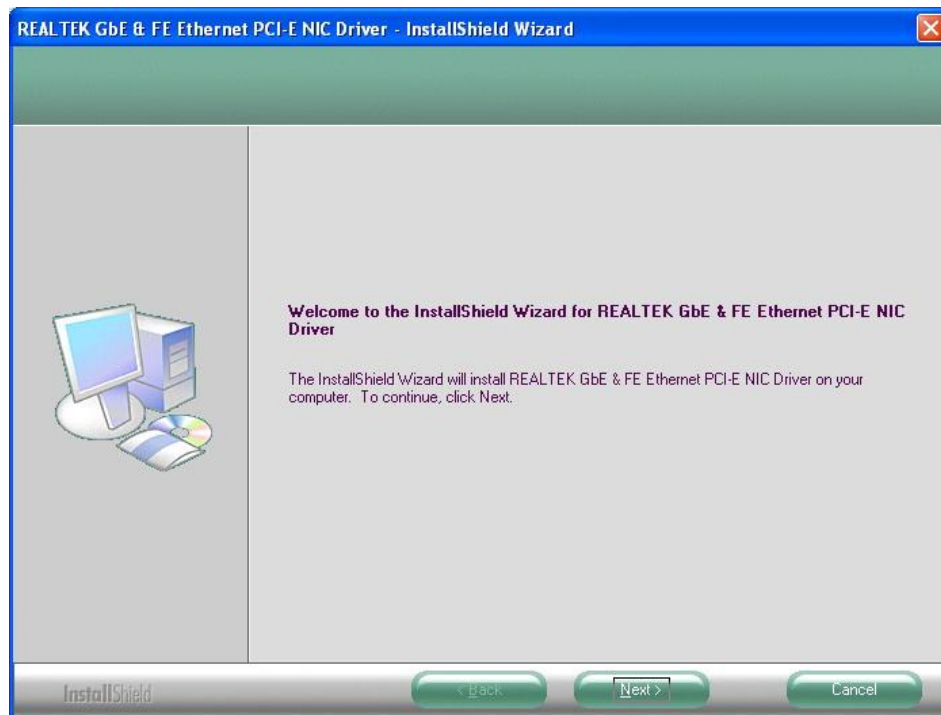 REALTEK GbE & FE Ethernet PCI-E NIC Driver - InstallShield Wizard
Welcome to the InstallShield Wizard for REALTEK GbE & FE Ethernet PCI-E NIC
Driver
The InstallShield Wizard will install REALTEK GbE & FE Ethernet PCI-E NIC Driver on your
computer.  To continue, click Next.
InstallShield
< Back
Next >
Cancel